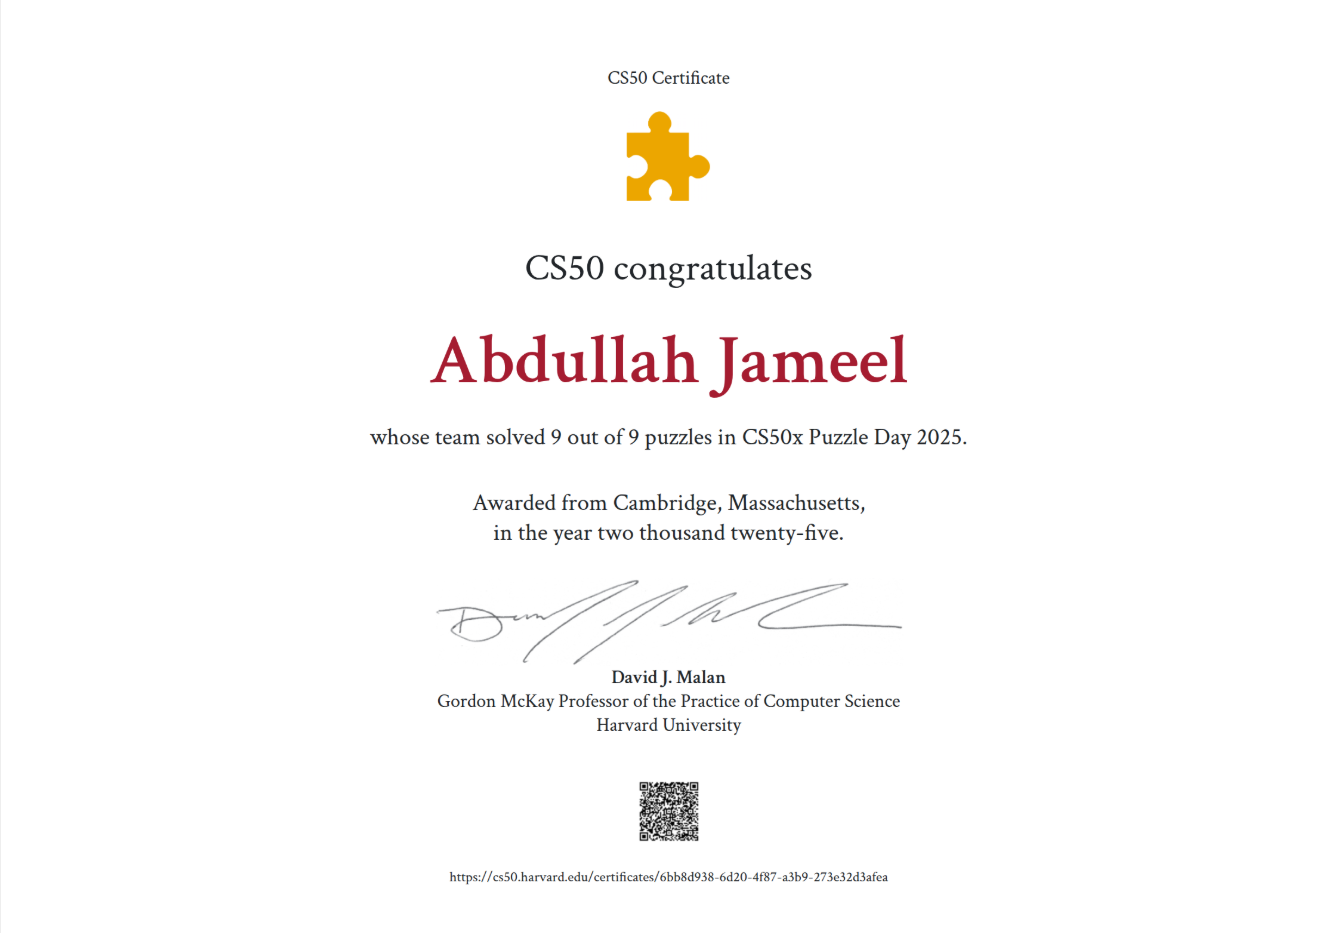 CS50 Certificate
CS50 congratulates
Abdullah Jameel
whose team solved 9 out of 9 puzzles in CS50x Puzzle Day 2025.
Awarded from Cambridge, Massachusetts,
in the year two thousand twenty-five.
David J. Malan
Gordon McKay Professor of the Practice of Computer Science
Harvard University
https://cs50.harvard.edu/certificates/6bb8d938-6d20-4f87-a3b9-273e32d3afea